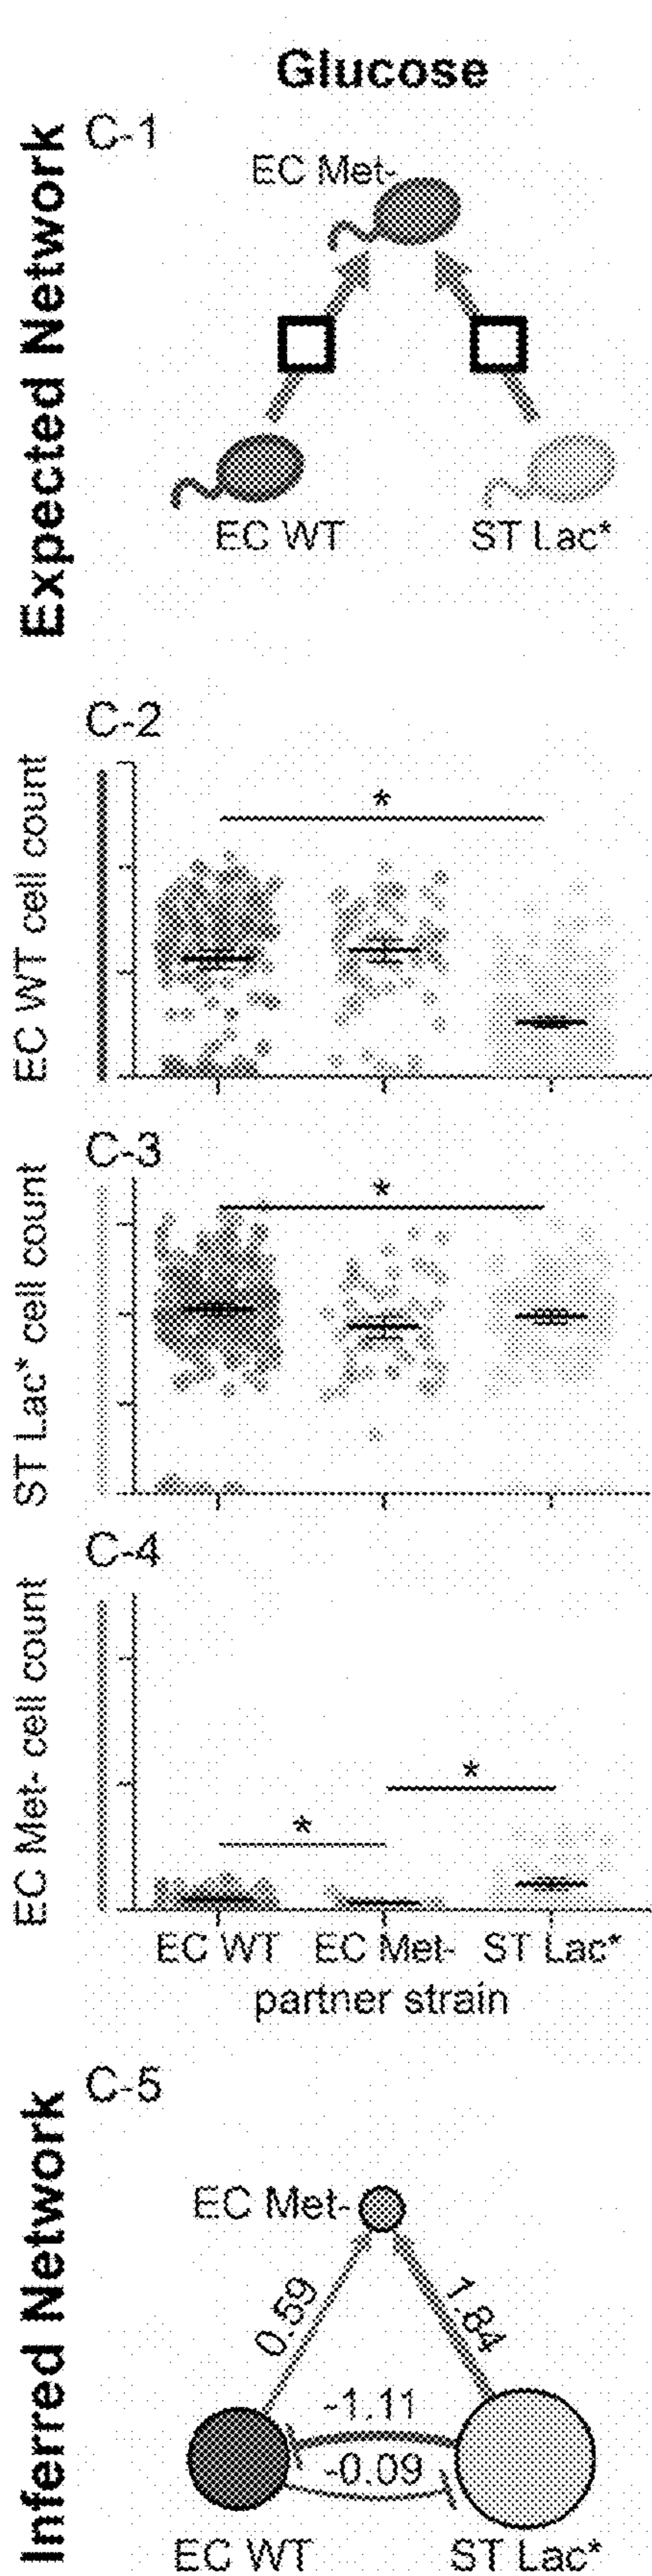 Glucose
Expected Network
C-1
EC Met-
EC WT
ST Lac*
C-2
EC WT cell count
*
C-3
ST Lac* cell count
*
C-4
EC Met- cell count
*
*
EC WT
EC Met-
ST Lac*
partner strain
Inferred Network
C-5
EC Met-
0.59
1.84
-1.11
-0.09
EC WT
ST Lac*